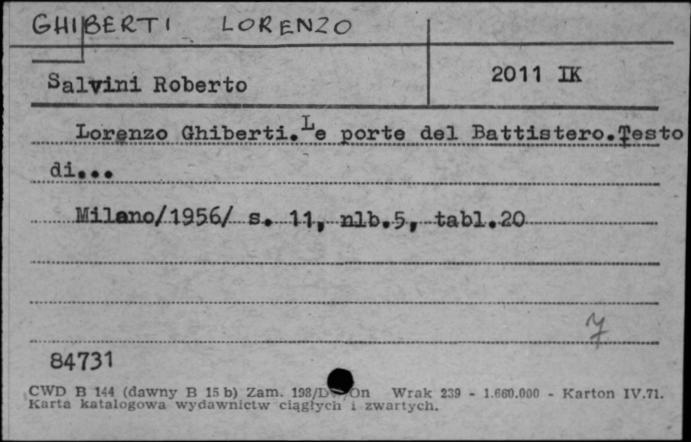 GHIBERTI LORENZO
Salvini Roberto
2011 IK
Lorenzo Ghiberti.Le porte del Battistero.Testo
di...
Milano/1956/ s. 11, nlb.5, tabl.20
7
84731
CWD B 144 (dawny B 15 b) Zam. 198/ On Wrak 239 - 1.660.000 - Karton IV.71.
Karta katalogowa wydawnictw ciągłych i zwartych.